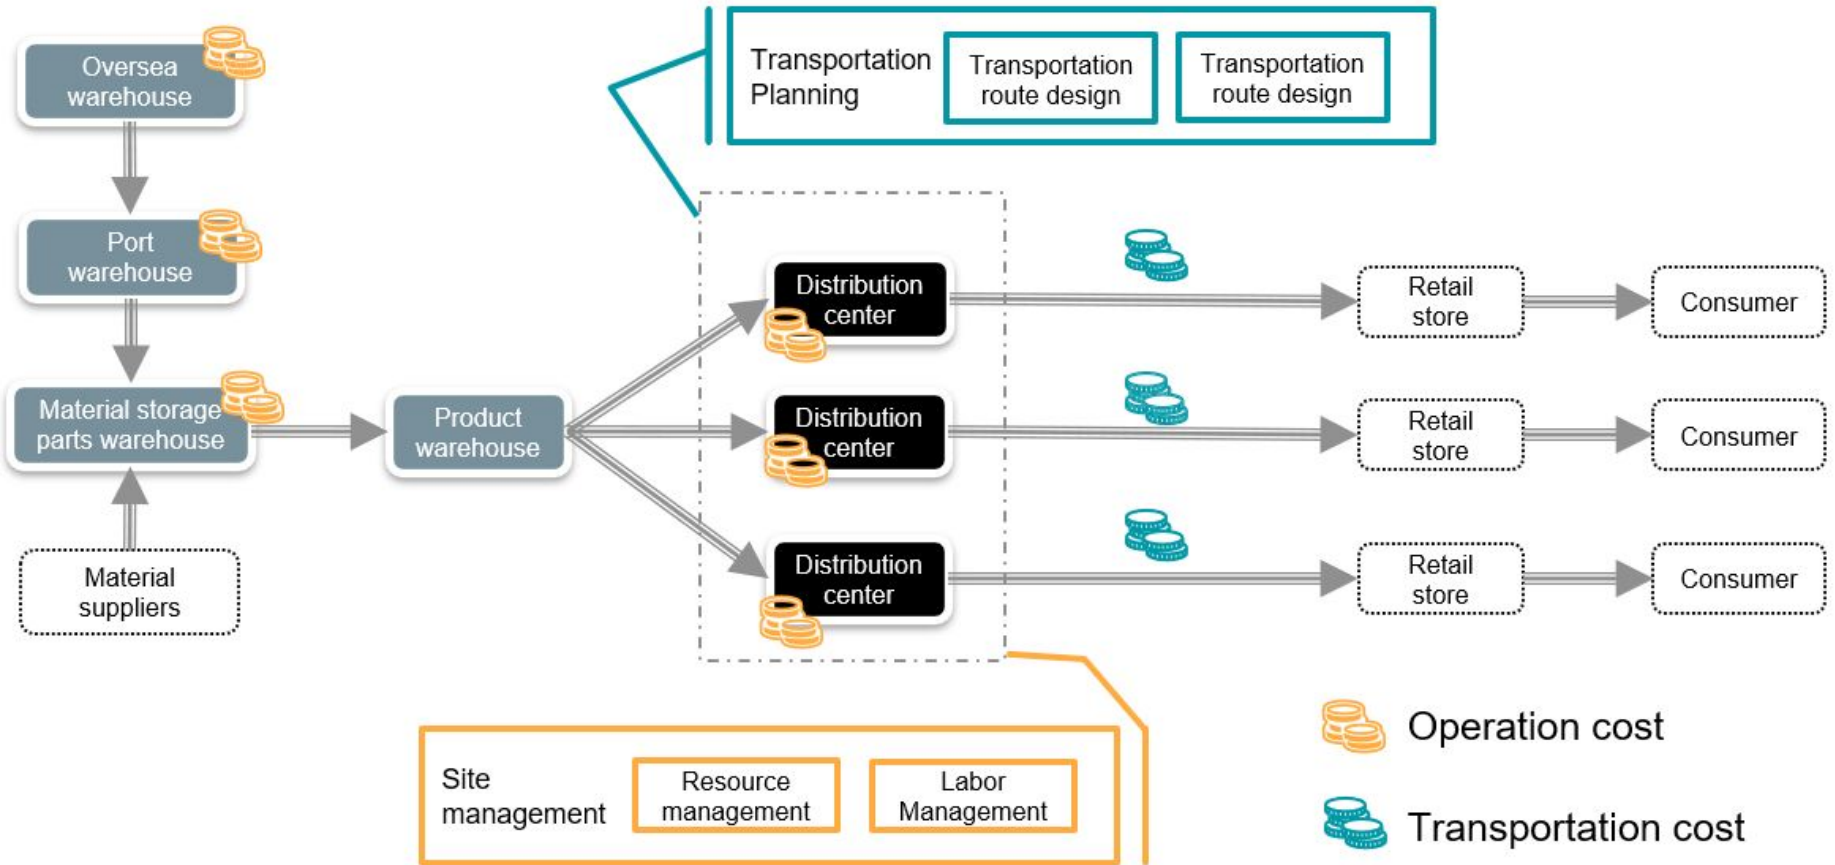 Transportation
Planning
Transportation
route design
Transportation
route design
Oversea
warehouse
Port
warehouse
Material storage
parts warehouse
Material
suppliers
Product
warehouse
Distribution
center
Distribution
center
Distribution
center
Retail
store
Retail
store
Retail
store
Consumer
Consumer
Consumer
Site
management
Resource
management
Labor
Management
Operation cost
Transportation cost